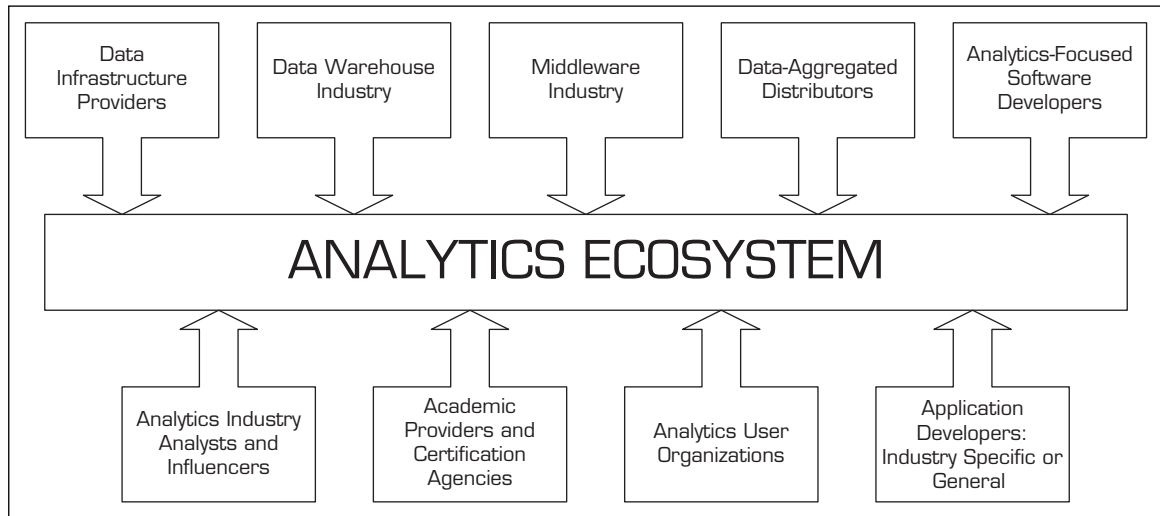 Data
Infrastructure
Providers
Data Warehouse
Industry
Middleware
Industry
Data-Aggregated
Distributors
Analytics-Focused
Software
Developers
ANALYTICS ECOSYSTEM
Analytics Industry
Analysts and
Influencers
Academic
Providers and
Certification
Agencies
Analytics User
Organizations
Application
Developers:
Industry Specific or
General